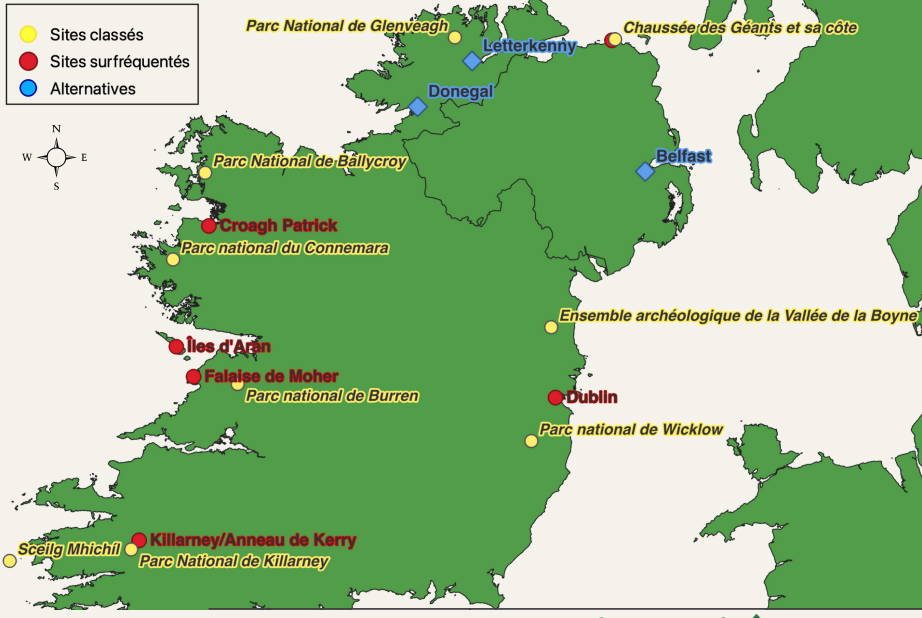 Sites classés
Sites surfréquentés
Alternatives
N
W E
S
Parc National de Glenveagh
Chaussée des Géants et sa côte
Letterkenny
Donegal
Parc National de Ballycroy
Belfast
Croagh Patrick
Parc national du Connemara
Ensemble archéologique de la Vallée de la Boyne
Îles d'Aran
Falaise de Moher
Parc national de Burren
Dublin
Parc national de Wicklow
Killarney/Anneau de Kerry
Sceilg Mhichíl
Parc National de Killarney